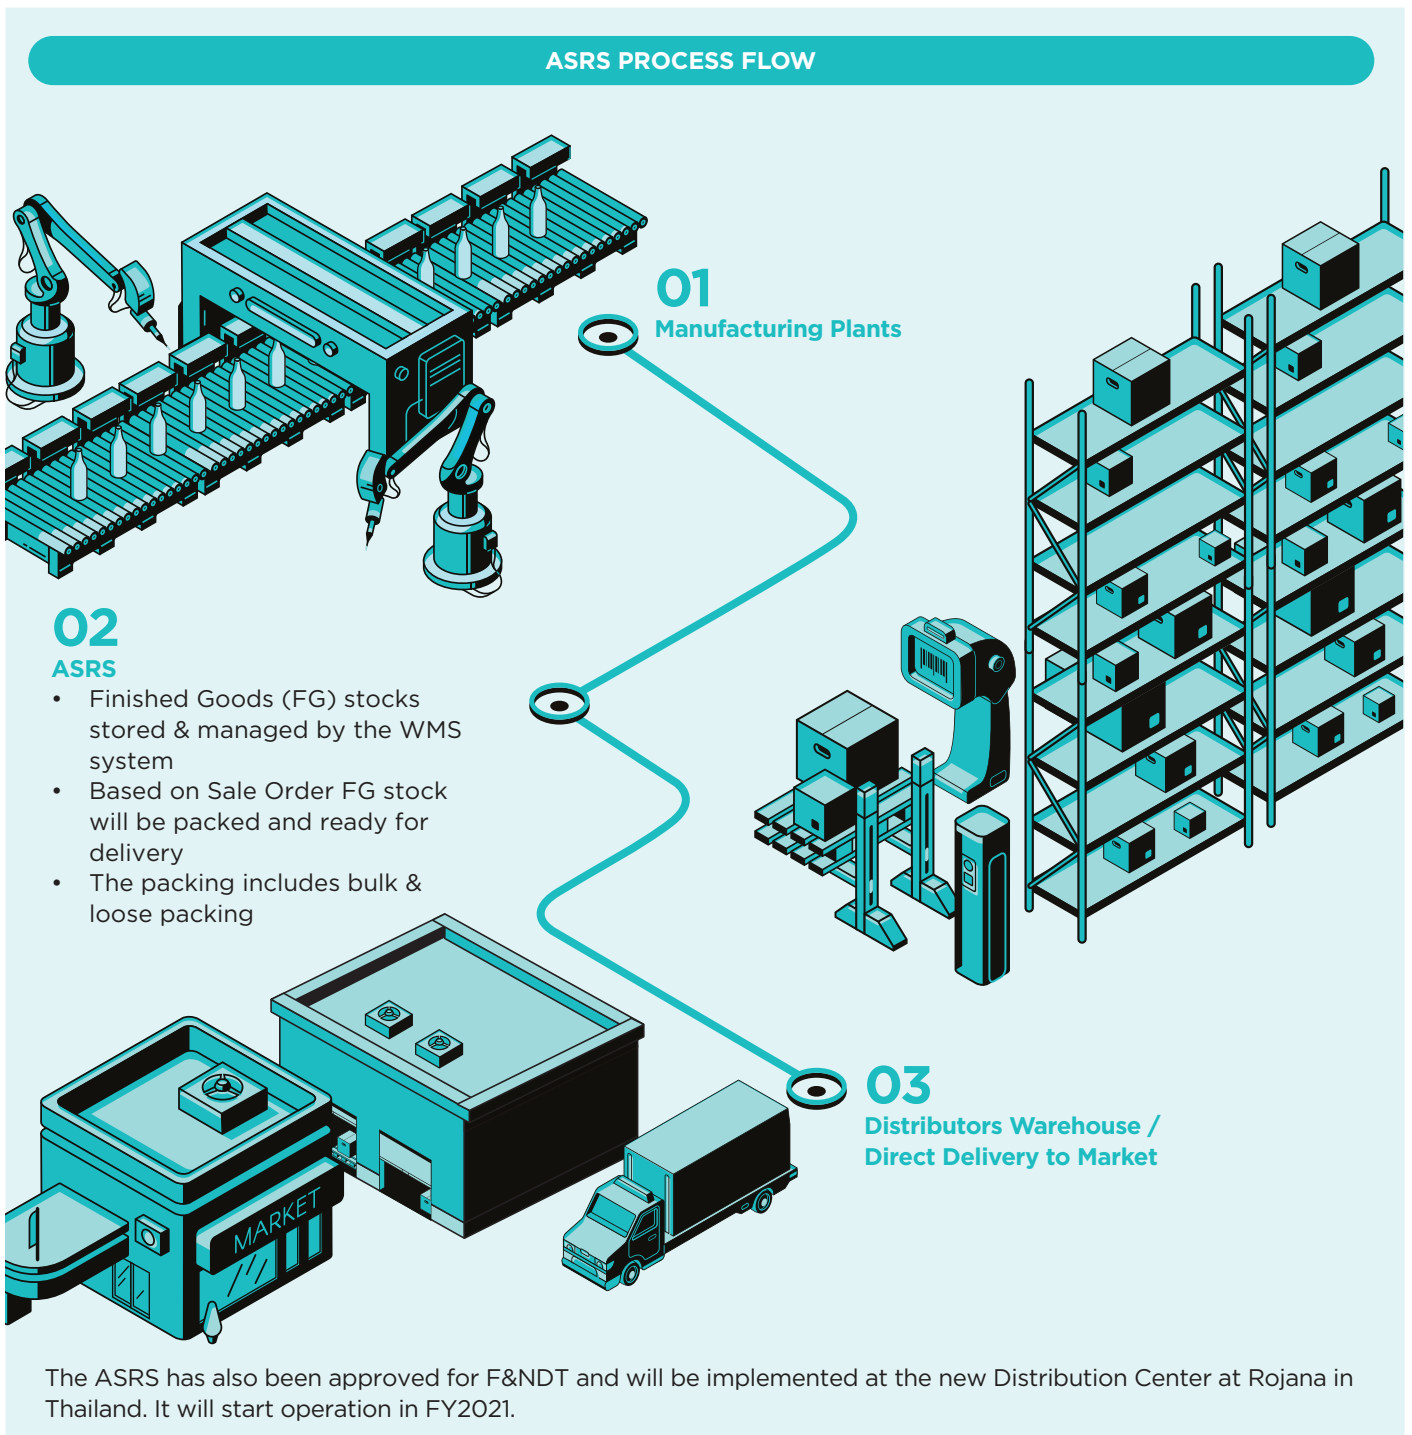 ASRS PROCESS FLOW
01
Manufacturing Plants
02
ASRS
• Finished Goods (FG) stocks
stored & managed by the WMS
system
• Based on Sale Order FG stock
will be packed and ready for
delivery
• The packing includes bulk &
loose packing
03
Distributors Warehouse /
Direct Delivery to Market
MARKET
The ASRS has also been approved for F&NDT and will be implemented at the new Distribution Center at Rojana in
Thailand. It will start operation in FY2021.